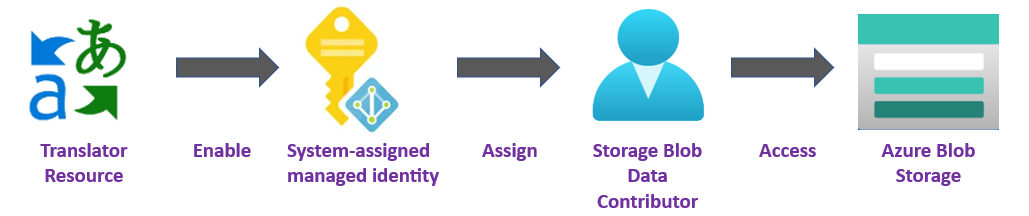 あ
a
Translator
Resource
Enable
System-assigned
managed identity
Assign
Storage Blob
Data
Contributor
Access
Azure Blob
Storage